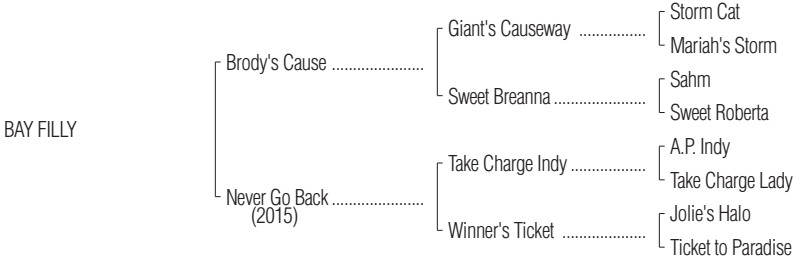 Storm Cat
Giant's Causeway ................
Mariah's Storm
Brody's Cause ......................
Sahm
Sweet Breanna ......................
Sweet Roberta
BAY FILLY
A.P. Indy
Take Charge Indy ..................
Take Charge Lady
Never Go Back ......................
(2015)
Jolie's Halo
Winner's Ticket ....................
Ticket to Paradise